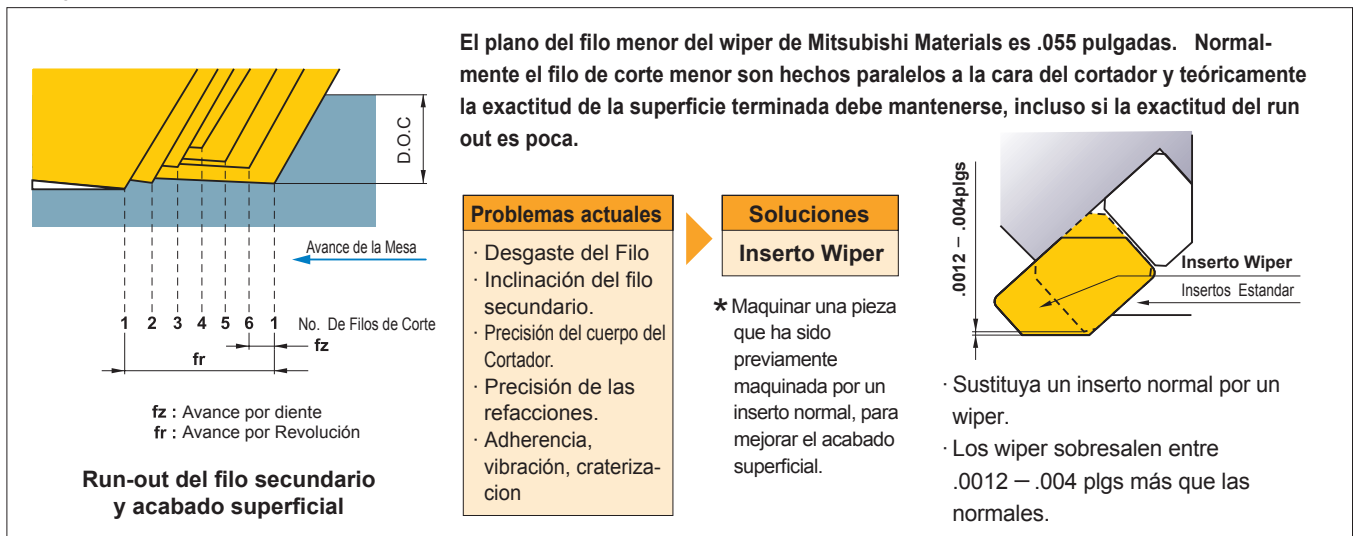 El plano del filo menor del wiper de Mitsubishi Materials es .055 pulgadas. Normal-
mente el filo de corte menor son hechos paralelos a la cara del cortador y teóricamente
la exactitud de la superficie terminada debe mantenerse, incluso si la exactitud del run
out es poca.
D.O.C
Avance de la Mesa
1 2 3 4 5 6 1 No. De Filos de Corte
fz
fr
fz : Avance por diente
fr : Avance por Revolución
Run-out del filo secundario
y acabado superficial
Problemas actuales
· Desgaste del Filo
· Inclinación del filo
secundario.
· Precisión del cuerpo del
Cortador.
· Precisión de las
refacciones.
· Adherencia,
vibración, crateriza-
cion
Soluciones
Inserto Wiper
* Maquinar una pieza
que ha sido
previamente
maquinada por un
inserto normal, para
mejorar el acabado
superficial.
.0012 – .004plgs
Inserto Wiper
Insertos Estandar
· Sustituya un inserto normal por un
wiper.
· Los wiper sobresalen entre
.0012 – .004 plgs más que las
normales.